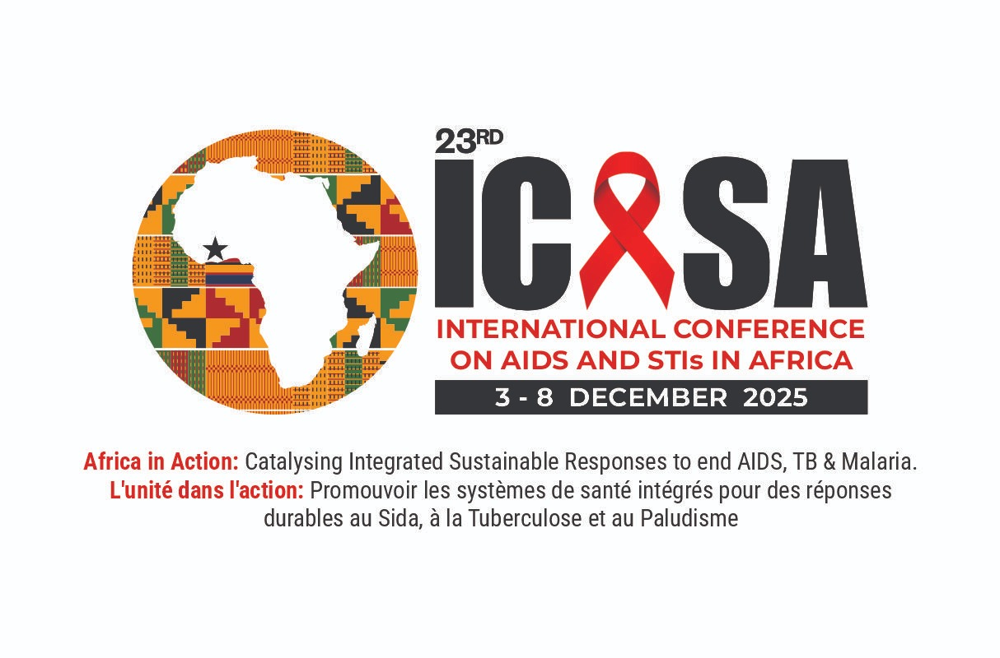 23RD
ICASA
INTERNATIONAL CONFERENCE
ON AIDS AND STIs IN AFRICA
3 - 8 DECEMBER 2025
Africa in Action: Catalysing Integrated Sustainable Responses to end AIDS, TB & Malaria.
L'unité dans l'action: Promouvoir les systèmes de santé intégrés pour des réponses
durables au Sida, à la Tuberculose et au Paludisme